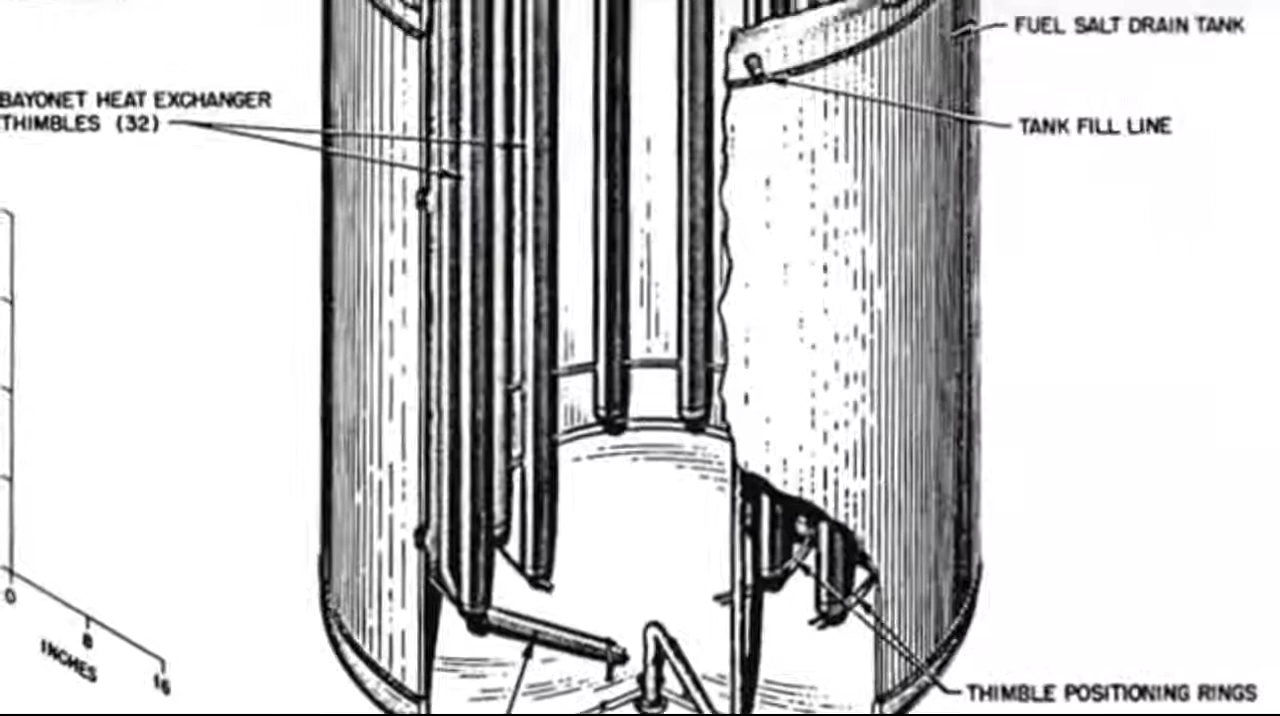 FUEL SALT DRAIN TANK
BAYONET HEAT EXCHANGER
THIMBLES (32)
TANK FILL LINE
0
8
16
INCHES
THIMBLE POSITIONING RINGS